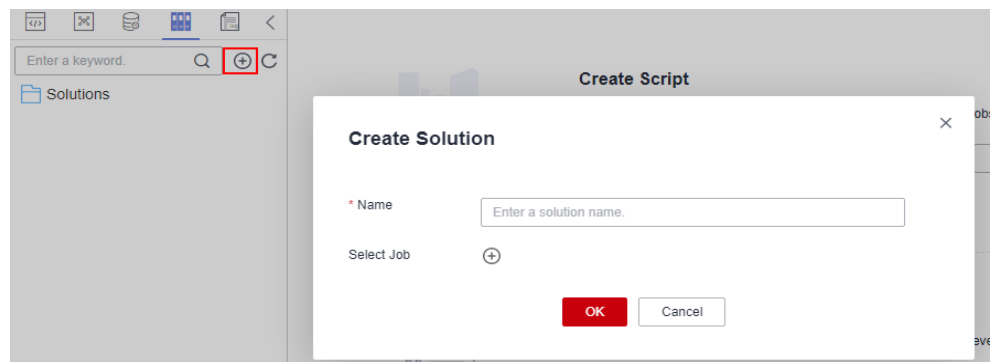 Enter a keyword.
Solutions
Create Script
Create Solution
* Name
Enter a solution name.
Select Job
OK
Cancel